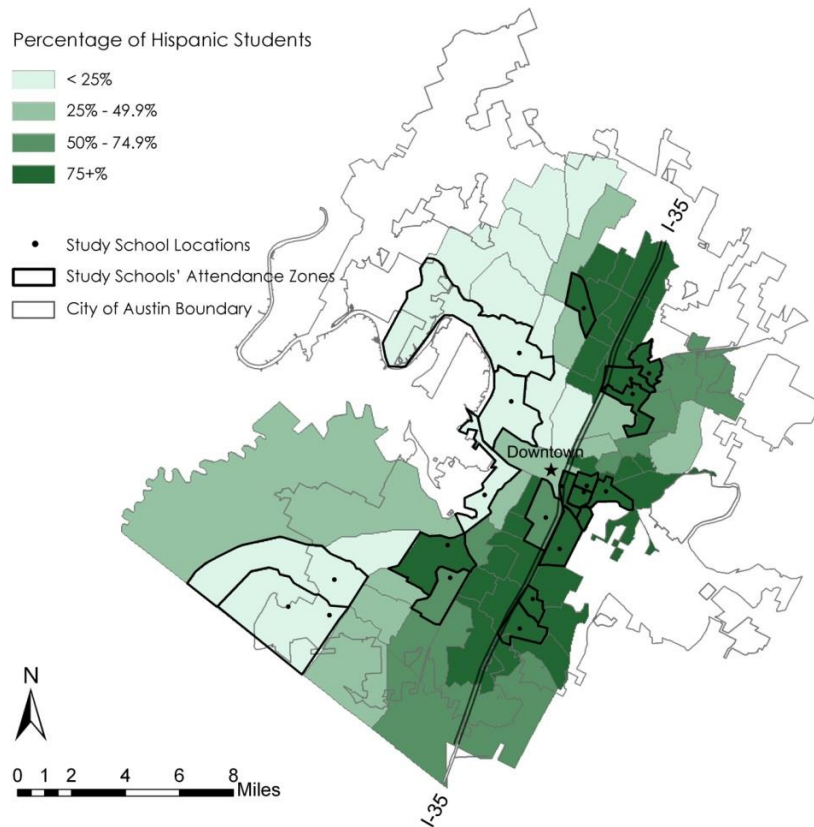 Percentage of Hispanic Students
< 25%
25% - 49.9%
50% - 74.9%
75+%
Study School Locations
Study Schools' Attendance Zones
City of Austin Boundary
I-35
Downtown
N
0 1 2 4 6 8
Miles
I-35